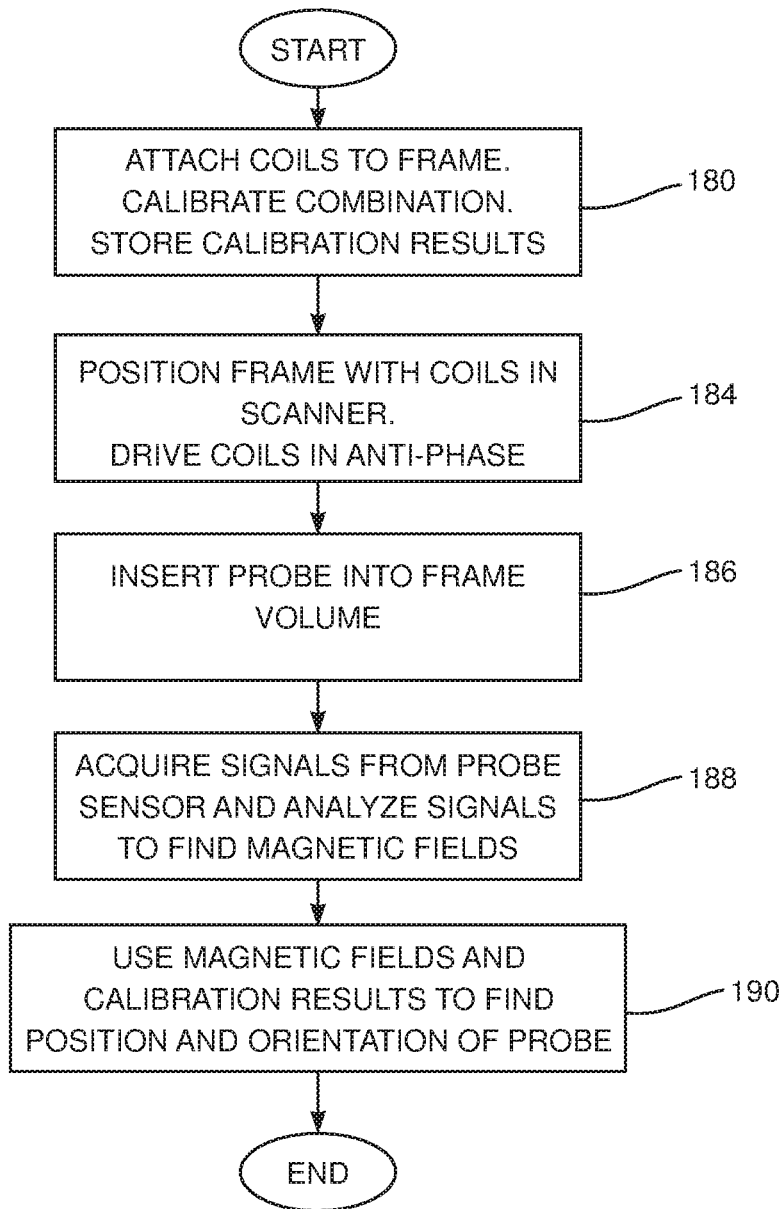 START
ATTACH COILS TO FRAME.
CALIBRATE COMBINATION.
STORE CALIBRATION RESULTS
180
POSITION FRAME WITH COILS IN
SCANNER.
DRIVE COILS IN ANTI-PHASE
184
INSERT PROBE INTO FRAME
VOLUME
186
ACQUIRE SIGNALS FROM PROBE
SENSOR AND ANALYZE SIGNALS
TO FIND MAGNETIC FIELDS
188
USE MAGNETIC FIELDS AND
CALIBRATION RESULTS TO FIND
POSITION AND ORIENTATION OF PROBE
190
END